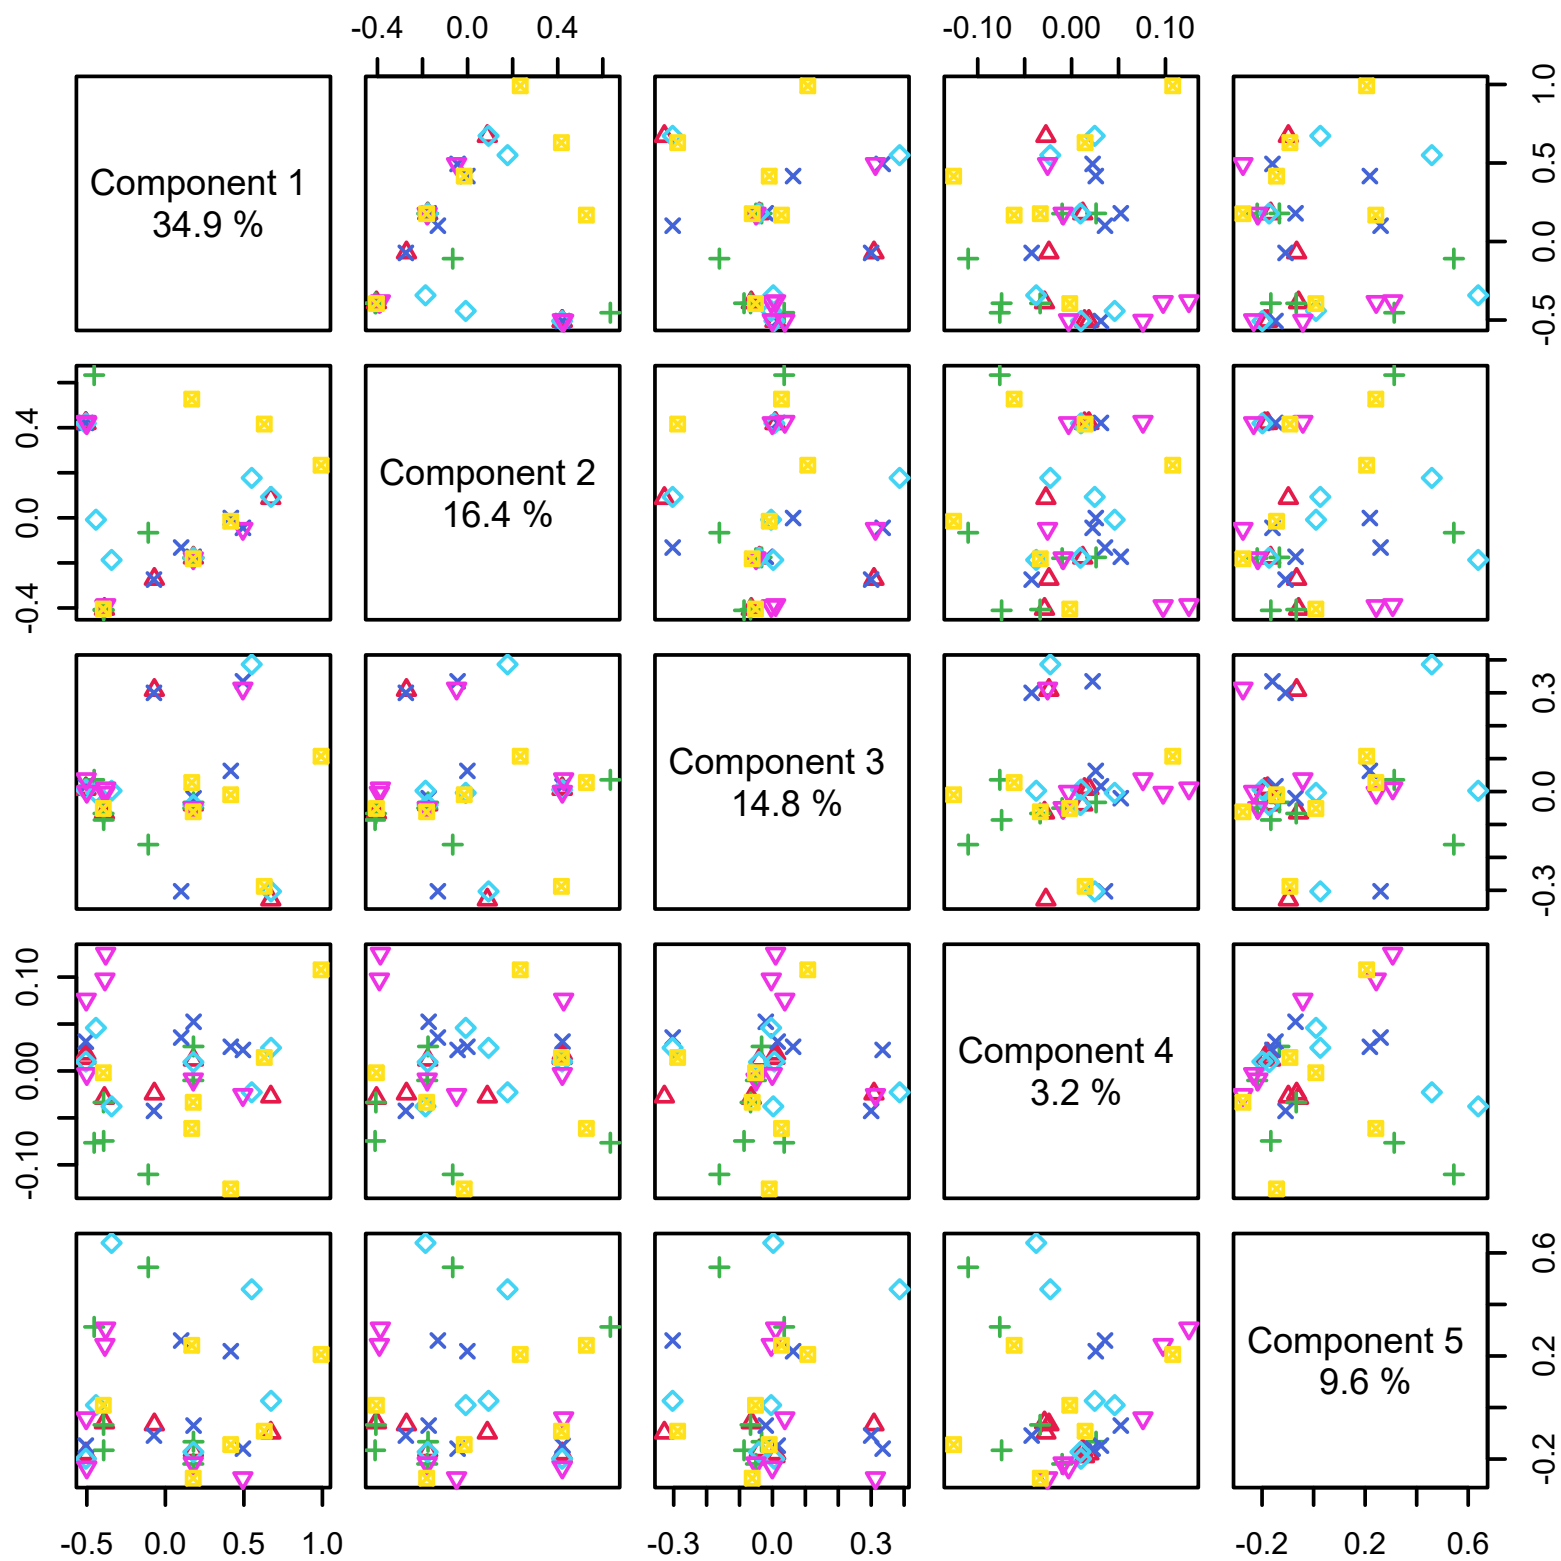 -0.4 0.0 0.4 -0.10 0.00 0.10
Component 1
34.9 %
-0.5 0.0 0.5 1.0
-0.4 0.0 0.4
Component 2
16.4 %
Component 3
14.8 %
-0.3 0.0 0.3
-0.10 0.00 0.10
Component 4
3.2 %
Component 5
9.6 %
-0.2 0.2 0.6
-0.5 0.0 0.5 1.0 -0.3 0.0 0.3 -0.2 0.2 0.6